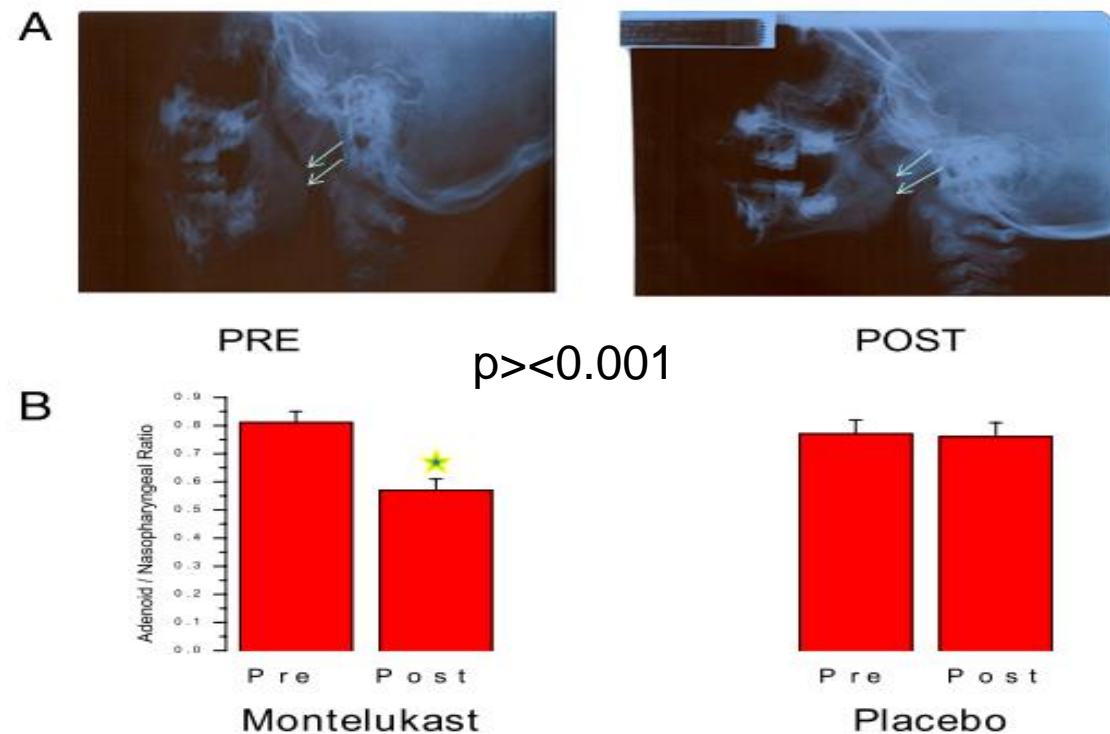 A
PRE
POST
p><0.001
B
Adenoid / Nasopharyngeal Ratio
0.9
0.8
0.7
0.6
0.5
0.4
0.3
0.2
0.1
0.0
Pre Post
Pre Post
Montelukast
Placebo